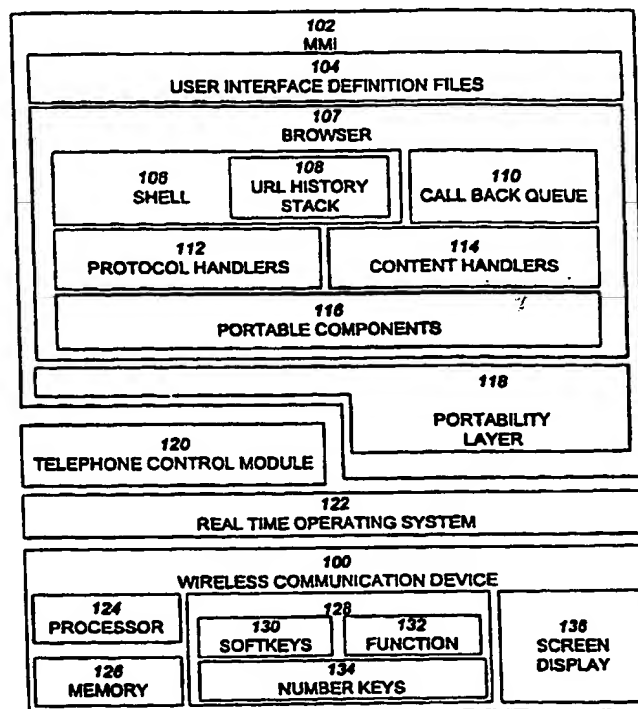 102
MMI
104
USER INTERFACE DEFINITION FILES
107
BROWSER
106
SHELL
108
URL HISTORY
STACK
110
CALL BACK QUEUE
112
PROTOCOL HANDLERS
114
CONTENT HANDLERS
116
PORTABLE COMPONENTS
118
PORTABILITY
LAYER
120
TELEPHONE CONTROL MODULE
122
REAL TIME OPERATING SYSTEM
100
WIRELESS COMMUNICATION DEVICE
124
PROCESSOR
126
MEMORY
128
130
SOFTKEYS
132
FUNCTION
134
NUMBER KEYS
136
SCREEN
DISPLAY